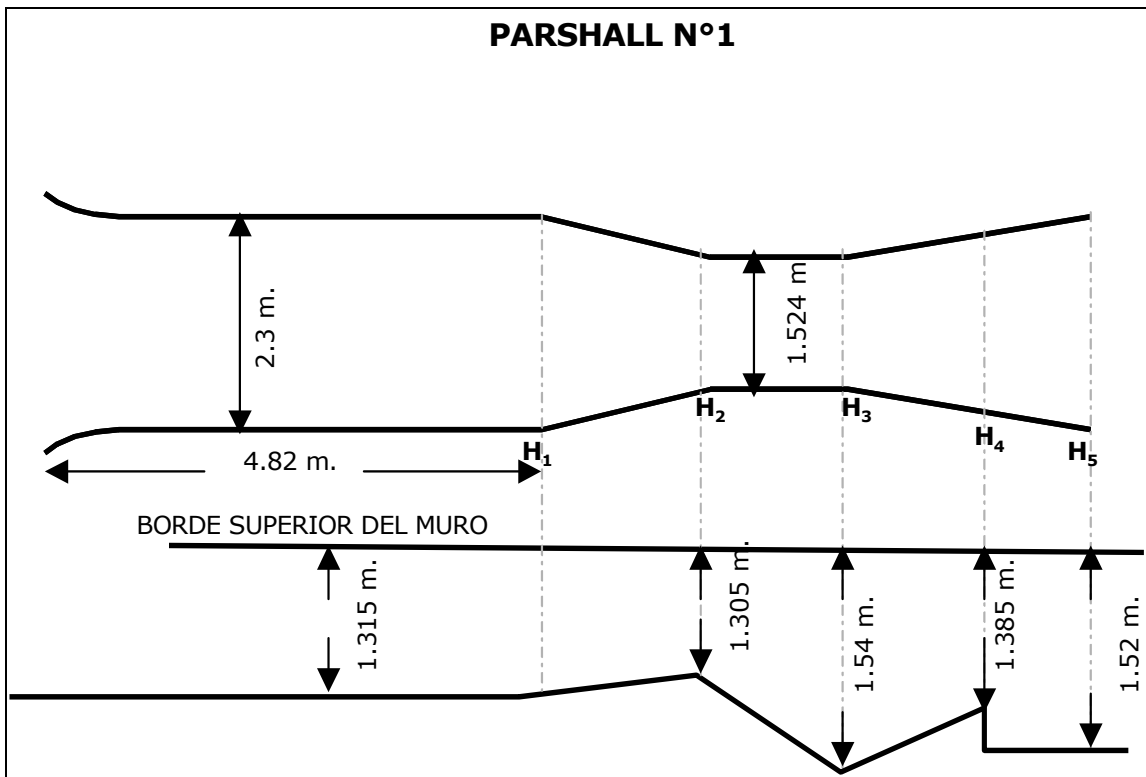 PARSHALL N°1
2.3 m.
1.524 m
H₂
H₃
H₄
H₅
H₁
4.82 m.
BORDE SUPERIOR DEL MURO
1.315 m.
1.305 m.
1.54 m.
1.385 m.
1.52 m.